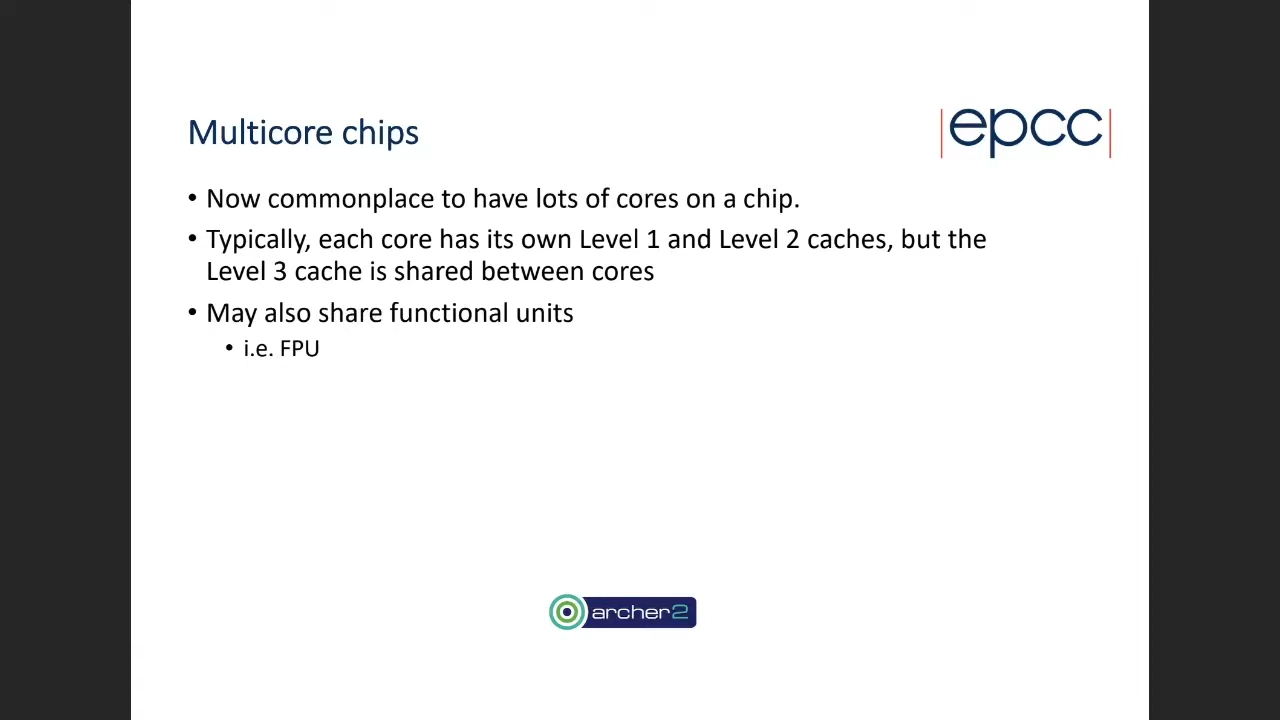 Multicore chips
|epcc|
• Now commonplace to have lots of cores on a chip.
• Typically, each core has its own Level 1 and Level 2 caches, but the
Level 3 cache is shared between cores
• May also share functional units
• i.e. FPU
archer2